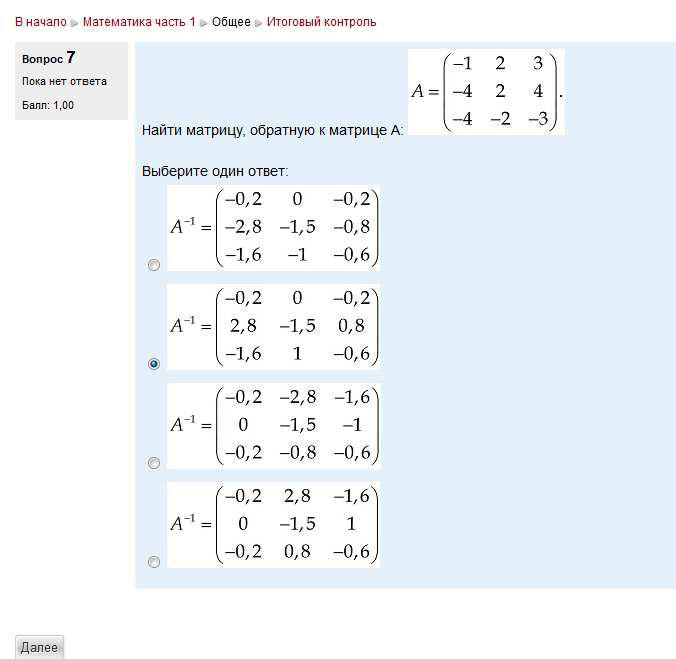 В начало ▶ Математика часть 1 ▶ Общее ▶ Итоговый контроль
Вопрос 7
Пока нет ответа
Балл: 1,00
Найти матрицу, обратную к матрице А:
A = (−1 2 3
−4 2 4
−4 −2 −3).
Выберите один ответ:
A⁻¹ = (−0,2 0 −0,2
−2,8 −1,5 −0,8
−1,6 −1 −0,6)
A⁻¹ = (−0,2 0 −0,2
2,8 −1,5 0,8
−1,6 1 −0,6)
A⁻¹ = (−0,2 −2,8 −1,6
0 −1,5 −1
−0,2 −0,8 −0,6)
A⁻¹ = (−0,2 2,8 −1,6
0 −1,5 1
−0,2 0,8 −0,6)
Далее